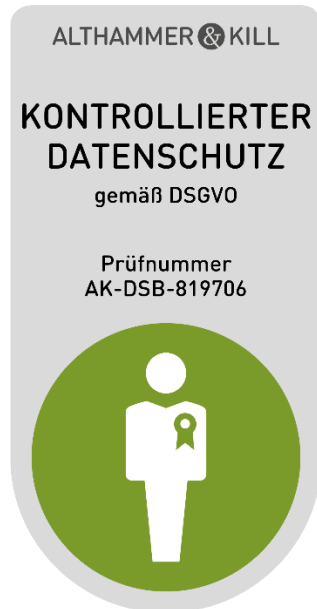 ALTHAMMER & KILL
KONTROLLIERTER
DATENSCHUTZ
gemäß DSGVO
Prüfnummer
AK-DSB-819706